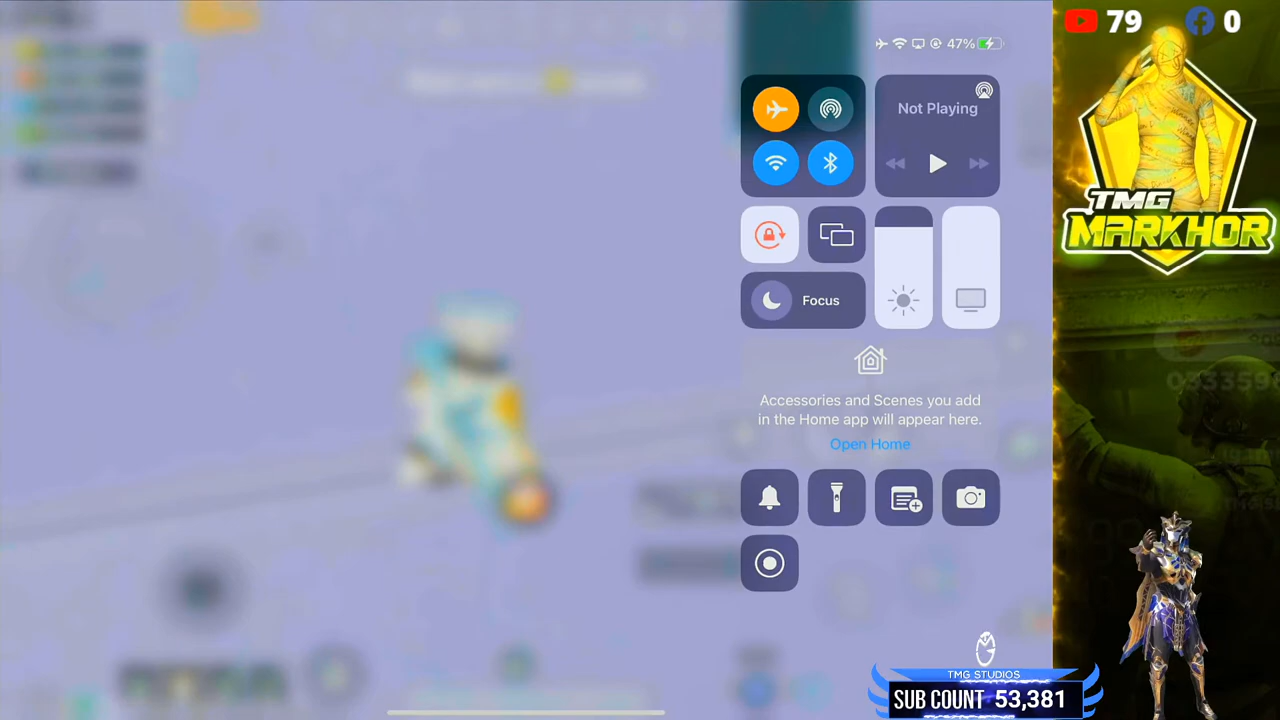 47%
79
0
Not Playing
TMG
MARKHOR
Focus
Accessories and Scenes you add
in the Home app will appear here.
Open Home
TMG STUDIOS
SUB COUNT 53,381